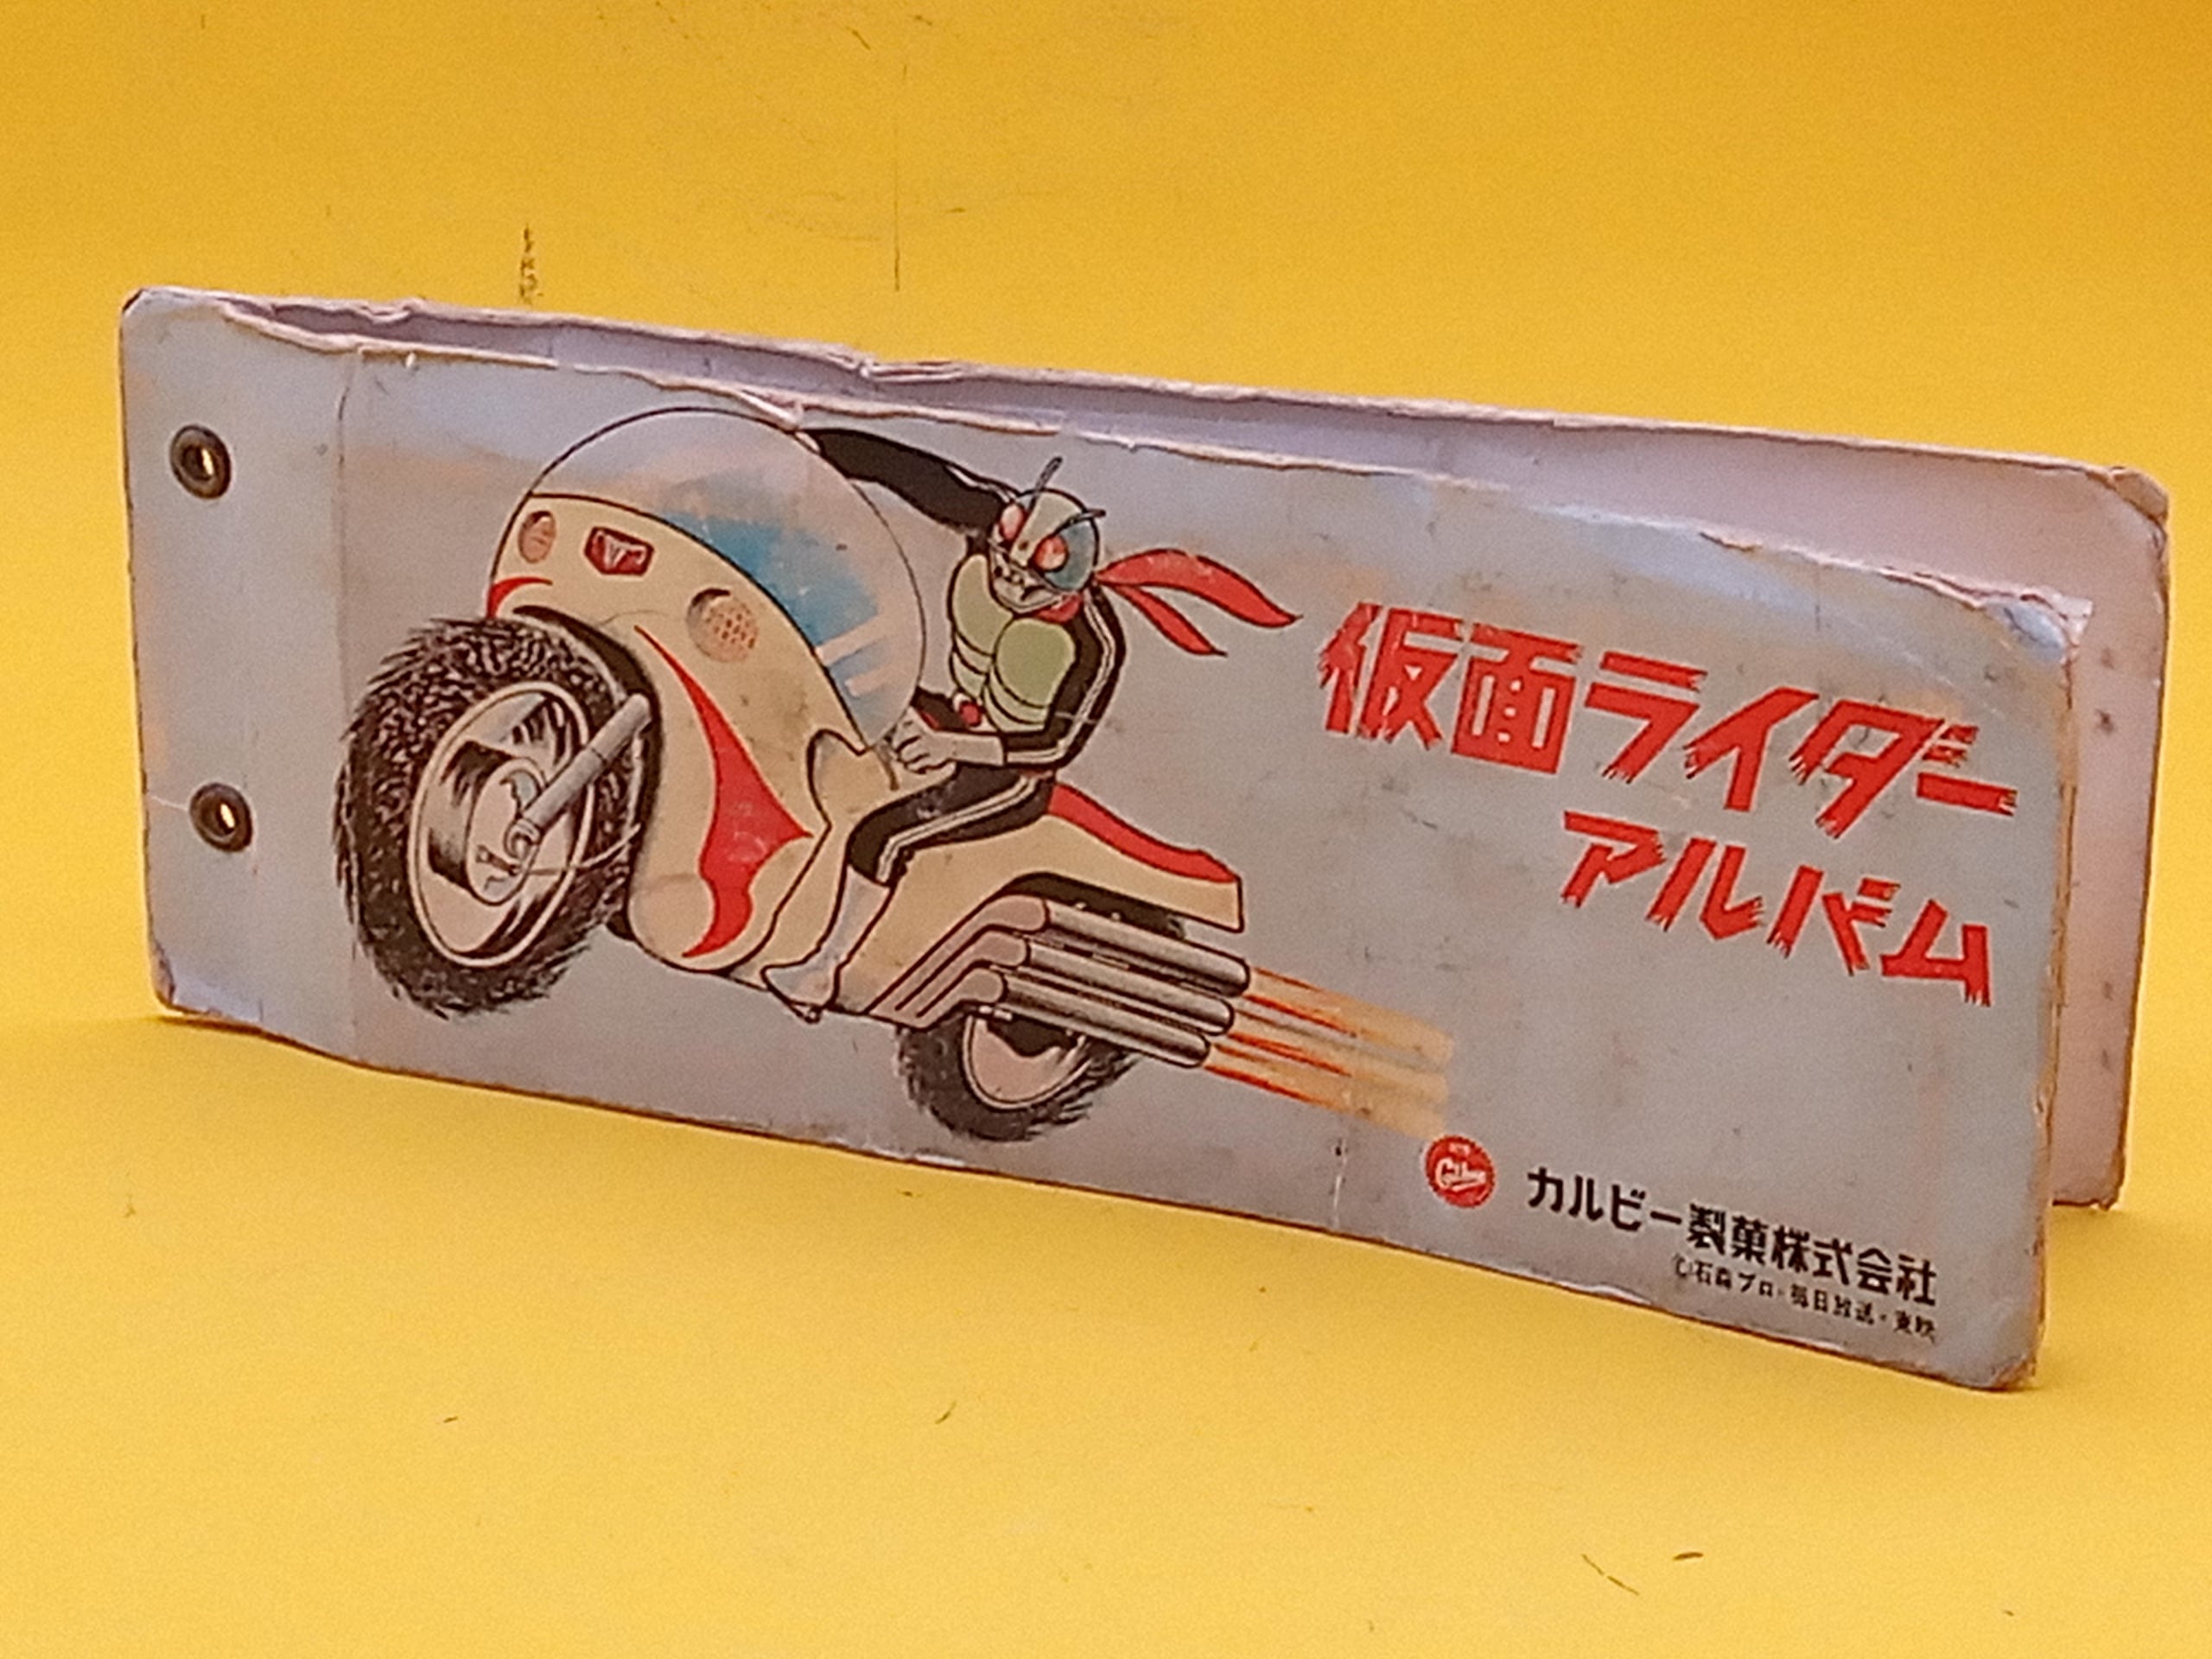 仮面ライダー
アルバム
Calbee
カルビー製菓株式会社
©石森プロ・毎日放送・東映